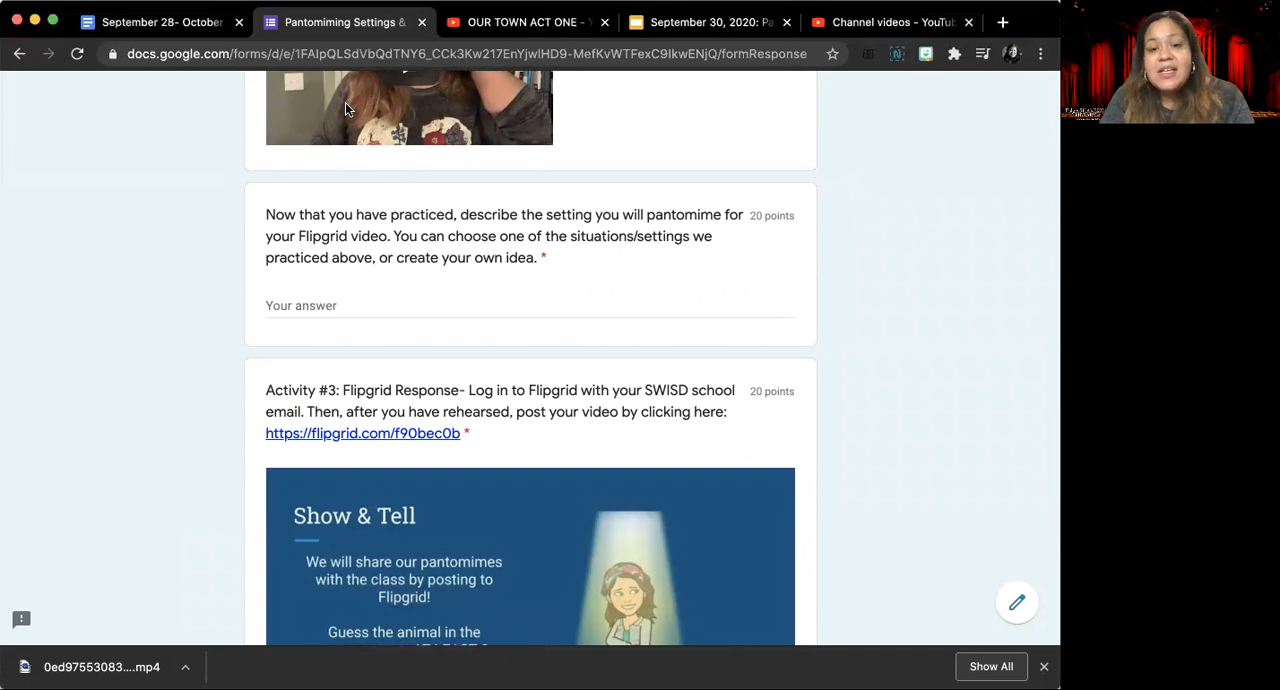 September 28- October
Pantomiming Settings &
OUR TOWN ACT ONE - Y
September 30, 2020: Pa
Channel videos - YouTu
docs.google.com/forms/d/e/1FAIpQLSdVbQdTNY6_CCk3Kw217EnYjwlHD9-MefKvWTFexC9IkwENjQ/formResponse
Now that you have practiced, describe the setting you will pantomime for
20 points
your Flipgrid video. You can choose one of the situations/settings we
practiced above, or create your own idea. *
Your answer
Activity #3: Flipgrid Response- Log in to Flipgrid with your SWISD school
20 points
email. Then, after you have rehearsed, post your video by clicking here:
https://flipgrid.com/f90bec0b *
Show & Tell
We will share our pantomimes
with the class by posting to
Flipgrid!
Guess the animal in the
0ed97553083....mp4
Show All